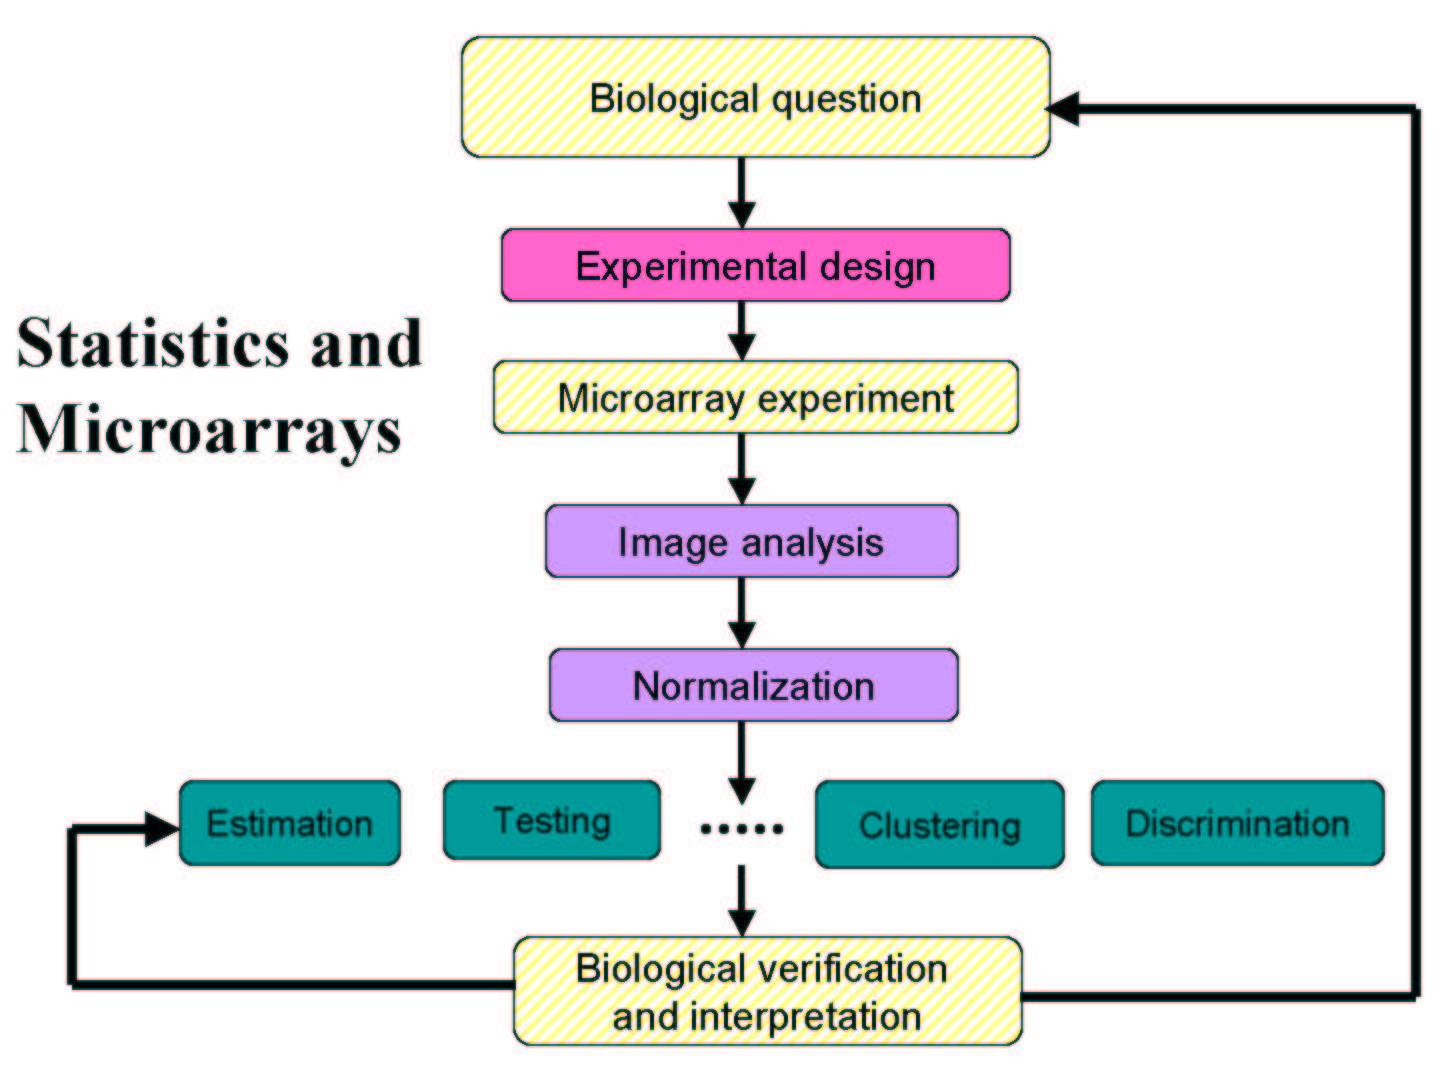 Biological question
Experimental design
Statistics and
Microarrays
Microarray experiment
Image analysis
Normalization
Estimation
Testing
.....
Clustering
Discrimination
Biological verification
and interpretation